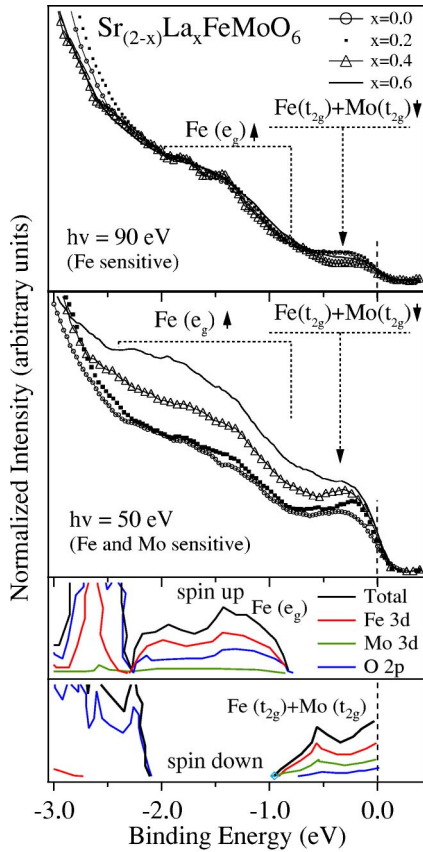 Sr(2-x)LaxFeMoO6
x=0.0
x=0.2
x=0.4
x=0.6
Fe(t2g)+Mo(t2g)
Fe (eg)
hν = 90 eV
(Fe sensitive)
Fe (eg)
Fe(t2g)+Mo(t2g)
hν = 50 eV
(Fe and Mo sensitive)
Normalized Intensity (arbitrary units)
spin up
Fe (eg)
Total
Fe 3d
Mo 3d
O 2p
Fe (t2g)+Mo (t2g)
spin down
-3.0 -2.0 -1.0 0.0
Binding Energy (eV)